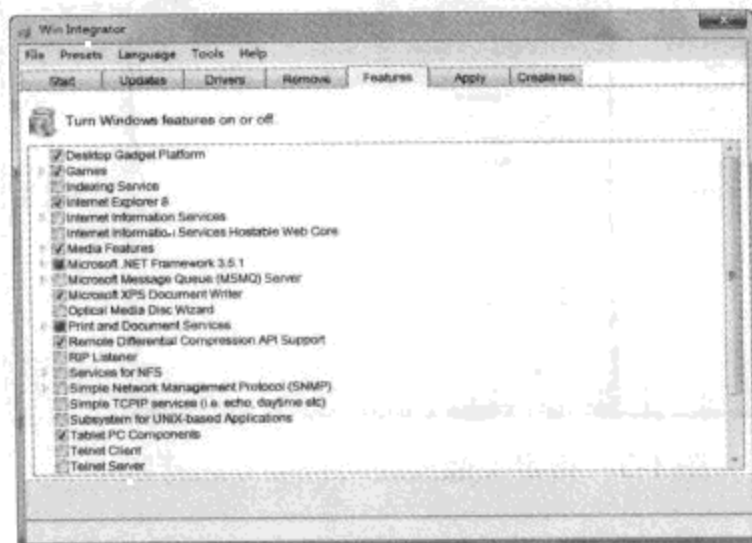 Win Integrator
File Presets Language Tools Help
Start Updates Drivers Remove Features Apply Create Iso
Turn Windows features on or off.
Desktop Gadget Platform
Games
Indexing Service
Internet Explorer 8
Internet Information Services
Internet Information Services Hostable Web Core
Media Features
Microsoft .NET Framework 3.5.1
Microsoft Message Queue (MSMQ) Server
Microsoft XPS Document Writer
Optical Media Disc Wizard
Print and Document Services
Remote Differential Compression API Support
RIP Listener
Services for NFS
Simple Network Management Protocol (SNMP)
Simple TCPIP services (i.e. echo, daytime etc)
Subsystem for UNIX-based Applications
Tablet PC Components
Telnet Client
Telnet Server